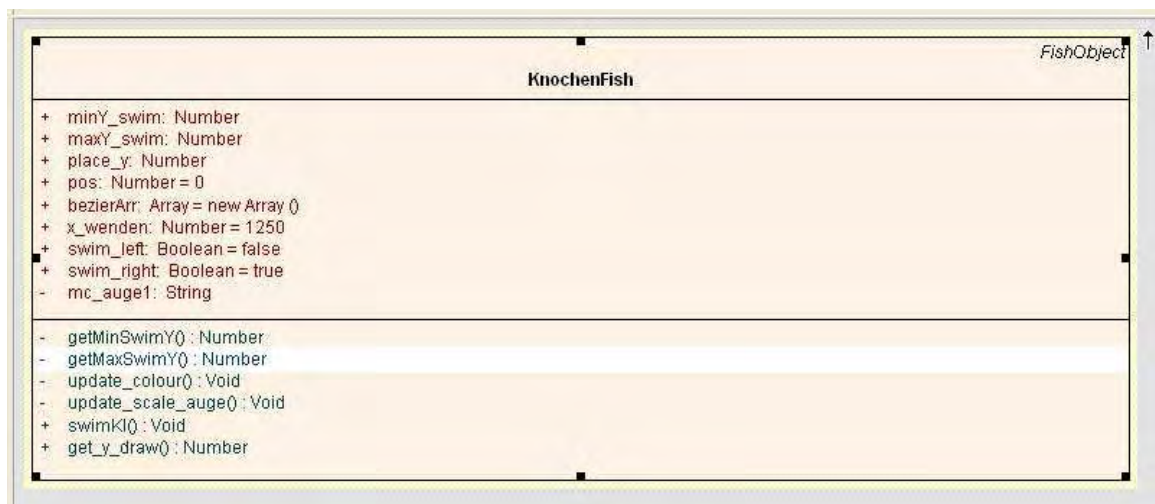 FishObject
KnochenFish
+ minY_swim: Number
+ maxY_swim: Number
+ place_y: Number
+ pos: Number = 0
+ bezierArr: Array = new Array ()
+ x_wenden: Number = 1250
+ swim_left: Boolean = false
+ swim_right: Boolean = true
- mc_auge1: String
- getMinSwimY() : Number
- getMaxSwimY() : Number
- update_colour() : Void
- update_scale_auge() : Void
+ swimKI() : Void
+ get_y_draw() : Number